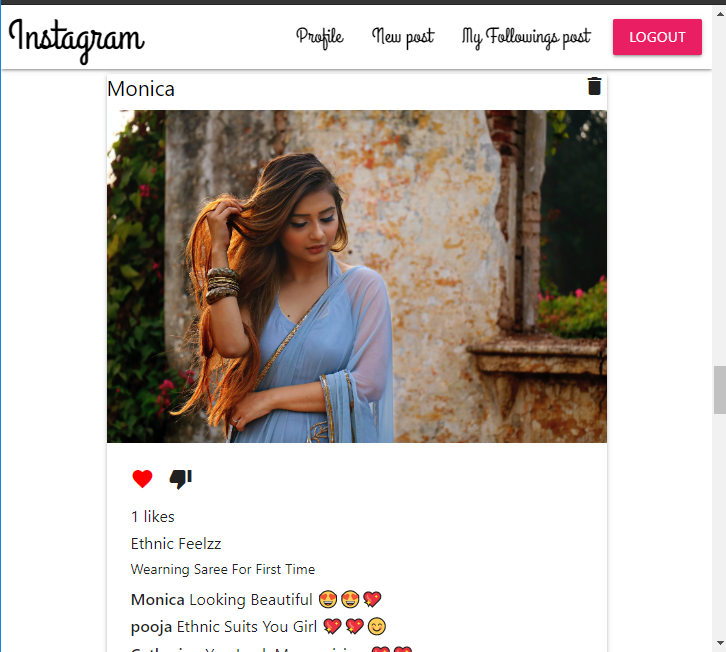 Instagram Profile New post My Followings post LOGOUT
Monica
1 likes
Ethnic Feelzz
Wearning Saree For First Time
Monica Looking Beautiful 😍😍💖
pooja Ethnic Suits You Girl 💖💖😊